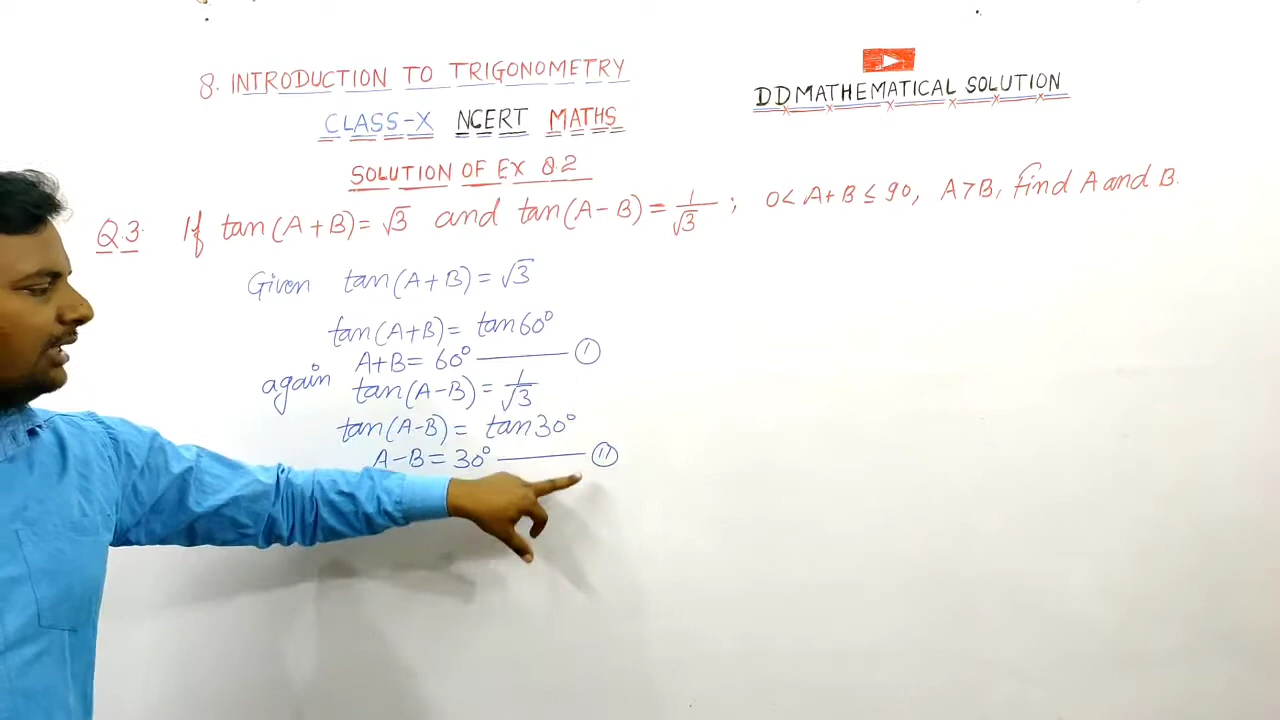 8. INTRODUCTION TO TRIGONOMETRY
DD MATHEMATICAL SOLUTION
CLASS-X NCERT MATHS
SOLUTION OF EX 8.2
Q.3 If tan(A+B)= √3 and tan(A-B)= 1/√3 ; 0< A+B ≤ 90, A>B, find A and B.
Given tan(A+B)= √3
tan(A+B)= tan60°
A+B= 60° ——— (1)
again tan(A-B)= 1/√3
tan(A-B)= tan30°
A-B= 30° ——— (11)